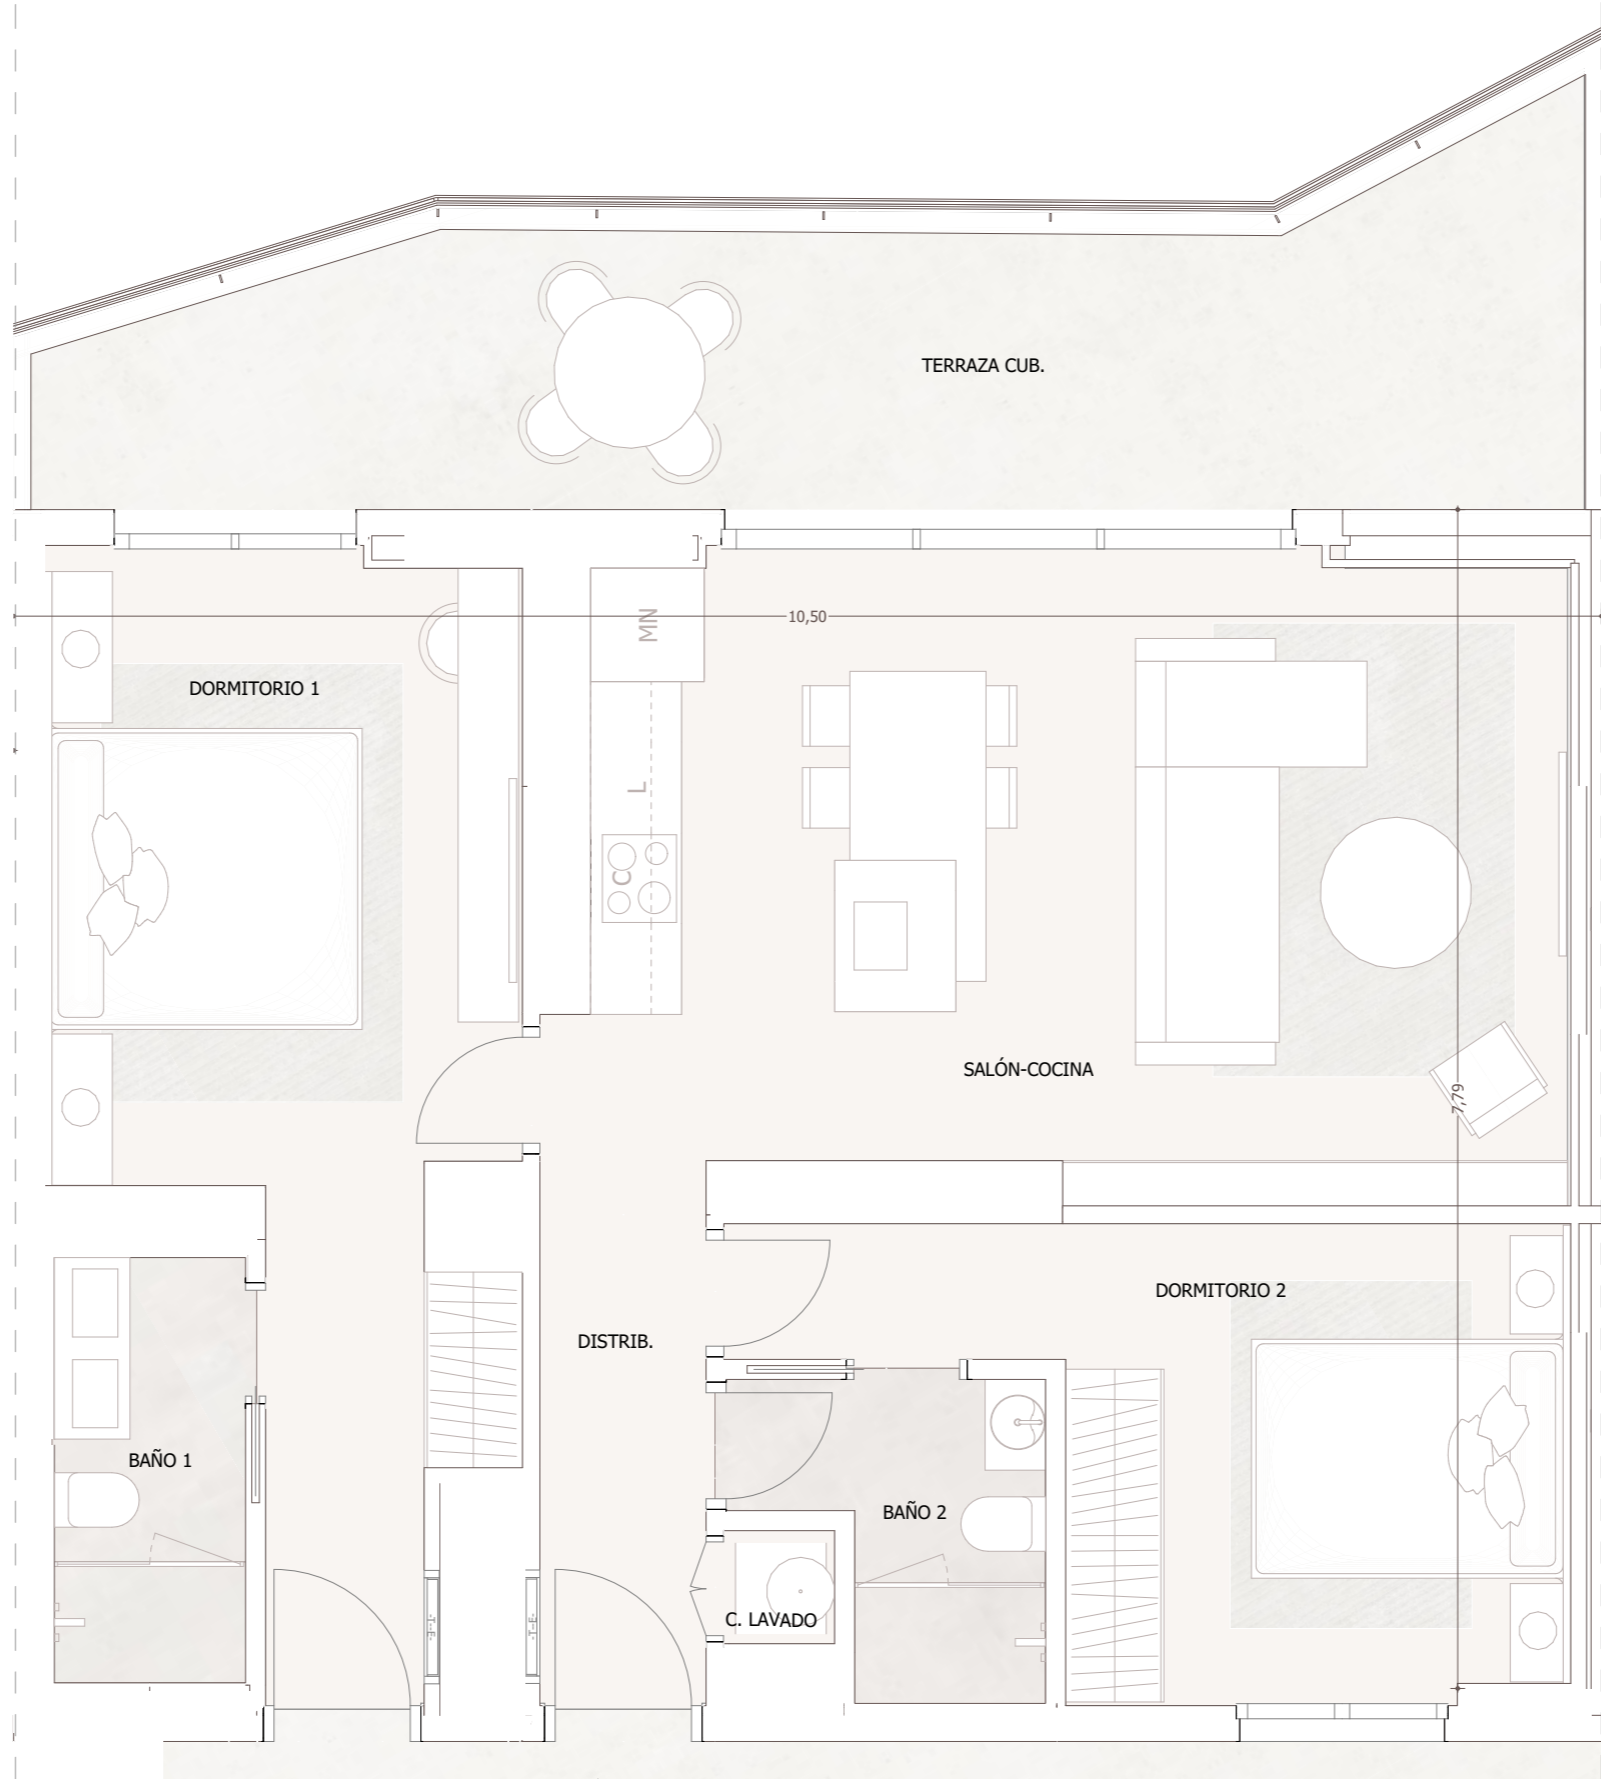 TERRAZA CUB.
MN
10,50
DORMITORIO 1
L
C
SALÓN-COCINA
7,79
DORMITORIO 2
DISTRIB.
BAÑO 1
BAÑO 2
C. LAVADO